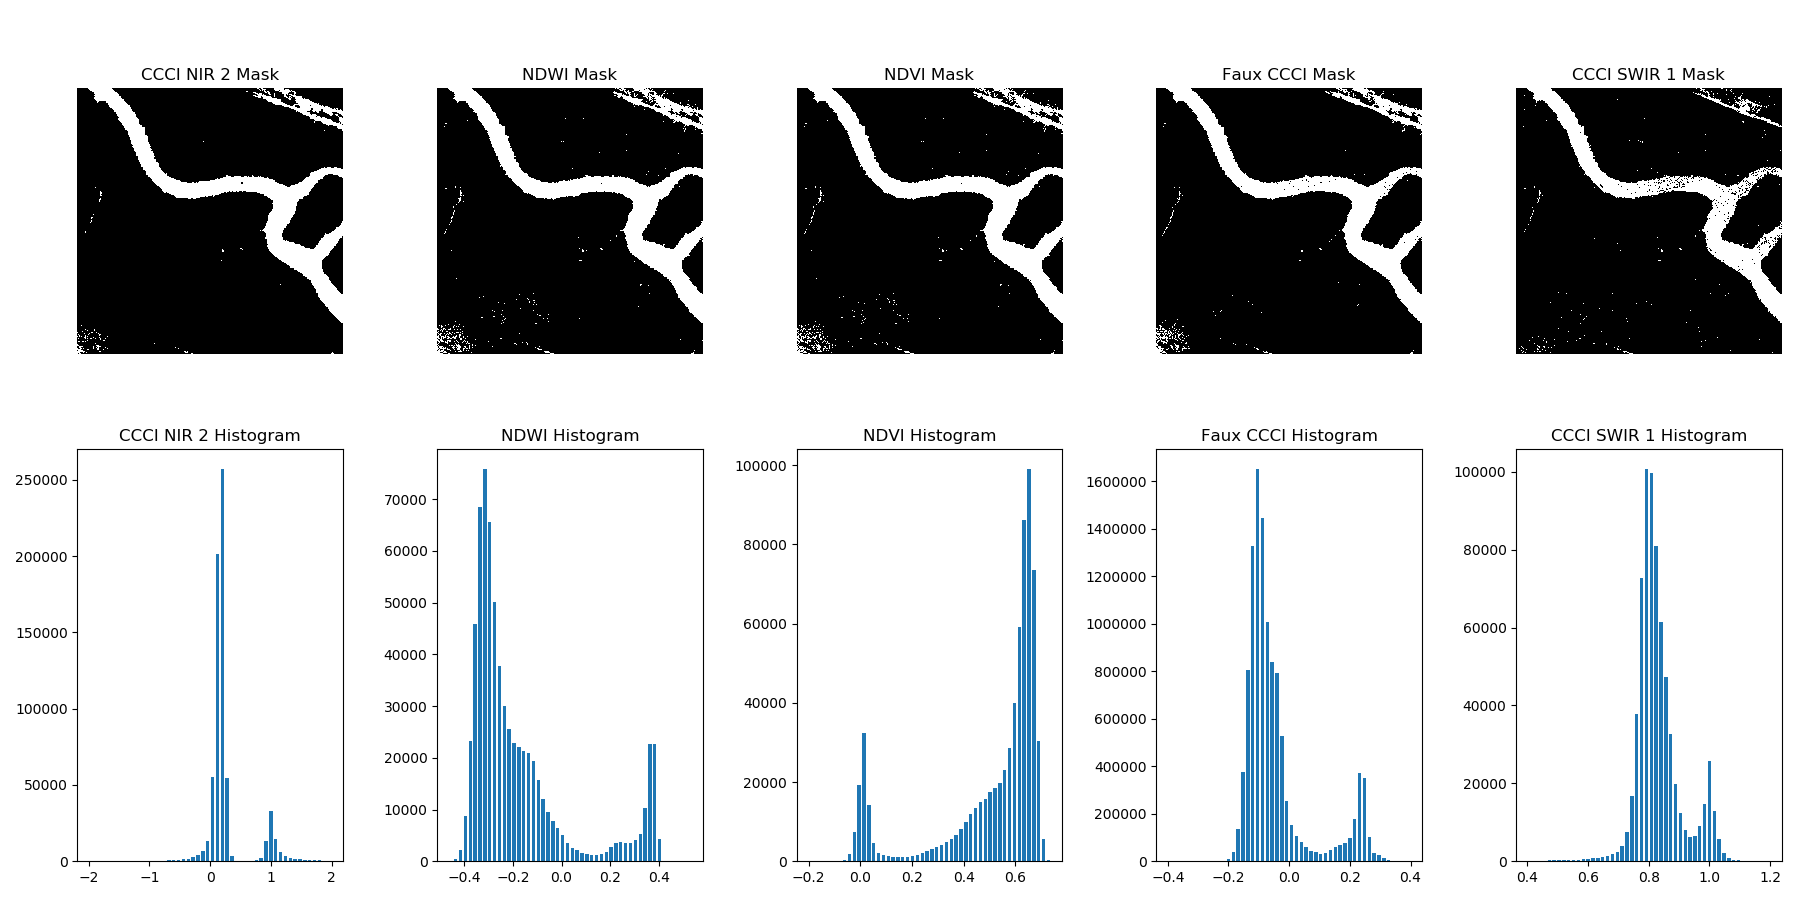 CCCI NIR 2 Mask
NDWI Mask
NDVI Mask
Faux CCCI Mask
CCCI SWIR 1 Mask
CCCI NIR 2 Histogram
250000
200000
150000
100000
50000
0
−2 −1 0 1 2
NDWI Histogram
70000
60000
50000
40000
30000
20000
10000
0
−0.4 −0.2 0.0 0.2 0.4
NDVI Histogram
100000
80000
60000
40000
20000
0
−0.2 0.0 0.2 0.4 0.6
Faux CCCI Histogram
1600000
1400000
1200000
1000000
800000
600000
400000
200000
0
−0.4 −0.2 0.0 0.2 0.4
CCCI SWIR 1 Histogram
100000
80000
60000
40000
20000
0
0.4 0.6 0.8 1.0 1.2